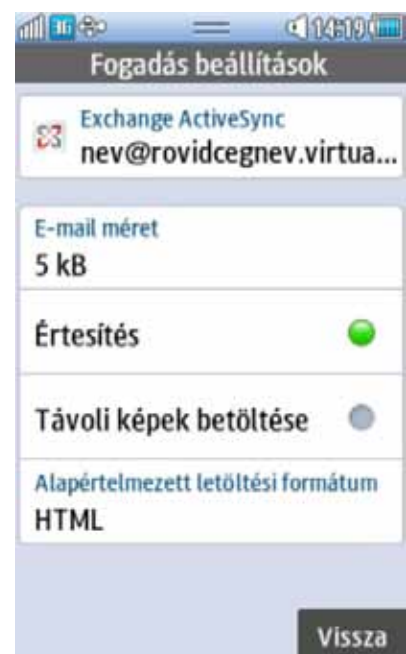 3G 14:19
Fogadás beállítások
Exchange ActiveSync
nev@rovidcegnev.virtua...
E-mail méret
5 kB
Értesítés
Távoli képek betöltése
Alapértelmezett letöltési formátum
HTML
Vissza